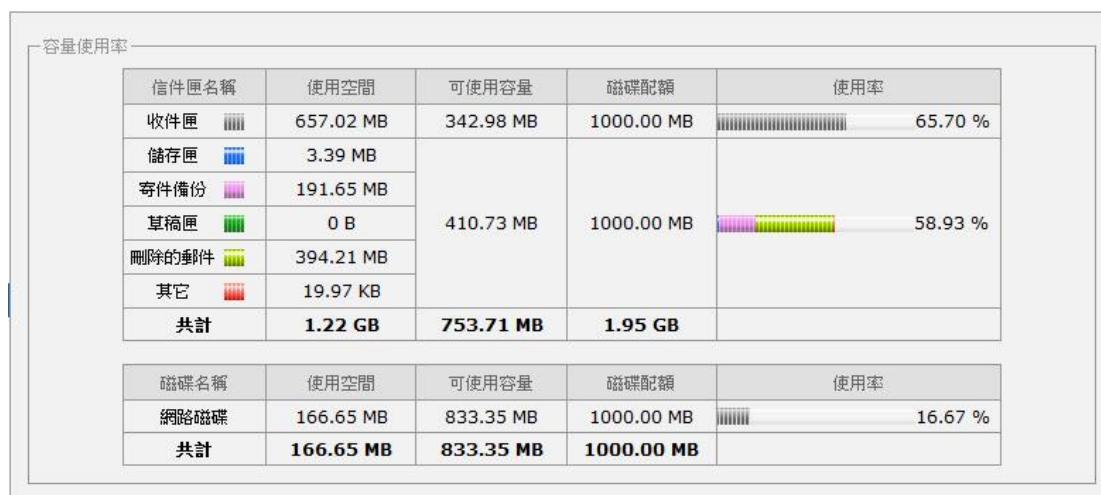 容量使用率
信件匣名稱 使用空間 可使用容量 磁碟配額 使用率
收件匣 657.02 MB 342.98 MB 1000.00 MB 65.70 %
儲存匣 3.39 MB
寄件備份 191.65 MB
草稿匣 0 B 410.73 MB 1000.00 MB 58.93 %
刪除的郵件 394.21 MB
其它 19.97 KB
共計 1.22 GB 753.71 MB 1.95 GB
磁碟名稱 使用空間 可使用容量 磁碟配額 使用率
網路磁碟 166.65 MB 833.35 MB 1000.00 MB 16.67 %
共計 166.65 MB 833.35 MB 1000.00 MB